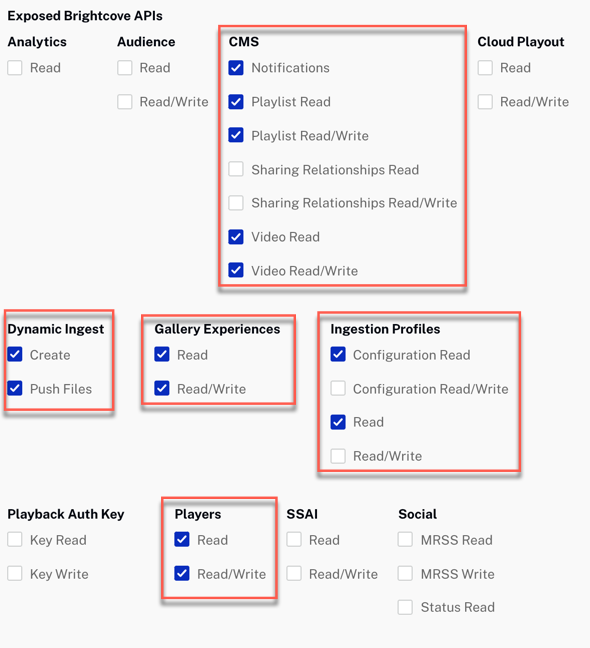 Exposed Brightcove APIs
Analytics
Read
Audience
Read
Read/Write
CMS
Notifications
Playlist Read
Playlist Read/Write
Sharing Relationships Read
Sharing Relationships Read/Write
Video Read
Video Read/Write
Cloud Playout
Read
Read/Write
Dynamic Ingest
Create
Push Files
Gallery Experiences
Read
Read/Write
Ingestion Profiles
Configuration Read
Configuration Read/Write
Read
Read/Write
Playback Auth Key
Key Read
Key Write
Players
Read
Read/Write
SSAI
Read
Read/Write
Social
MRSS Read
MRSS Write
Status Read